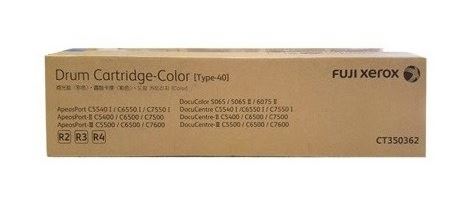 Drum Cartridge-Color [Type-40]
FUJI XEROX
ApeosPort C5540 I / C6550 I / C7550 I
ApeosPort-II C5400 / C6500 / C7500
ApeosPort-III C5500 / C6500 / C7600
DocuColor 5065 / 5065 II / 6075 II
DocuCentre C5540 I /C6550 I / C7550 I
DocuCentre-II C5400 / C6500 / C7500
DocuCentre-III C5500 / C6500 / C7600
R2 R3 R4
CT350362